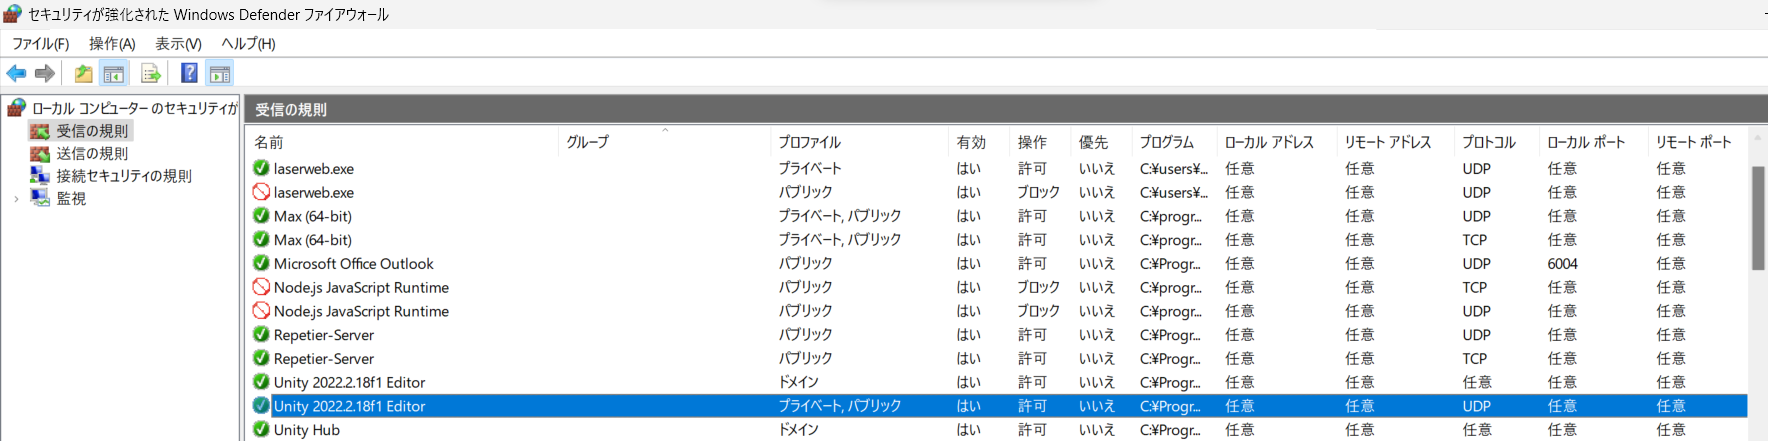 セキュリティが強化された Windows Defender ファイアウォール
ファイル(F) 操作(A) 表示(V) ヘルプ(H)
ローカル コンピューターのセキュリティが
受信の規則
送信の規則
接続セキュリティの規則
監視
受信の規則
名前 グループ プロファイル 有効 操作 優先 プログラム ローカル アドレス リモート アドレス プロトコル ローカル ポート リモート ポート
laserweb.exe プライベート はい 許可 いいえ C:¥users¥... 任意 任意 UDP 任意 任意
laserweb.exe パブリック はい ブロック いいえ C:¥users¥... 任意 任意 UDP 任意 任意
Max (64-bit) プライベート, パブリック はい 許可 いいえ C:¥progr... 任意 任意 UDP 任意 任意
Max (64-bit) プライベート, パブリック はい 許可 いいえ C:¥progr... 任意 任意 TCP 任意 任意
Microsoft Office Outlook パブリック はい 許可 いいえ C:¥Progr... 任意 任意 UDP 6004 任意
Node.js JavaScript Runtime パブリック はい ブロック いいえ C:¥progr... 任意 任意 TCP 任意 任意
Node.js JavaScript Runtime パブリック はい ブロック いいえ C:¥progr... 任意 任意 UDP 任意 任意
Repetier-Server パブリック はい 許可 いいえ C:¥Progr... 任意 任意 UDP 任意 任意
Repetier-Server パブリック はい 許可 いいえ C:¥Progr... 任意 任意 TCP 任意 任意
Unity 2022.2.18f1 Editor ドメイン はい 許可 いいえ C:¥Progr... 任意 任意 任意 任意 任意
Unity 2022.2.18f1 Editor プライベート, パブリック はい 許可 いいえ C:¥Progr... 任意 任意 UDP 任意 任意
Unity Hub ドメイン はい 許可 いいえ C:¥Progr... 任意 任意 任意 任意 任意